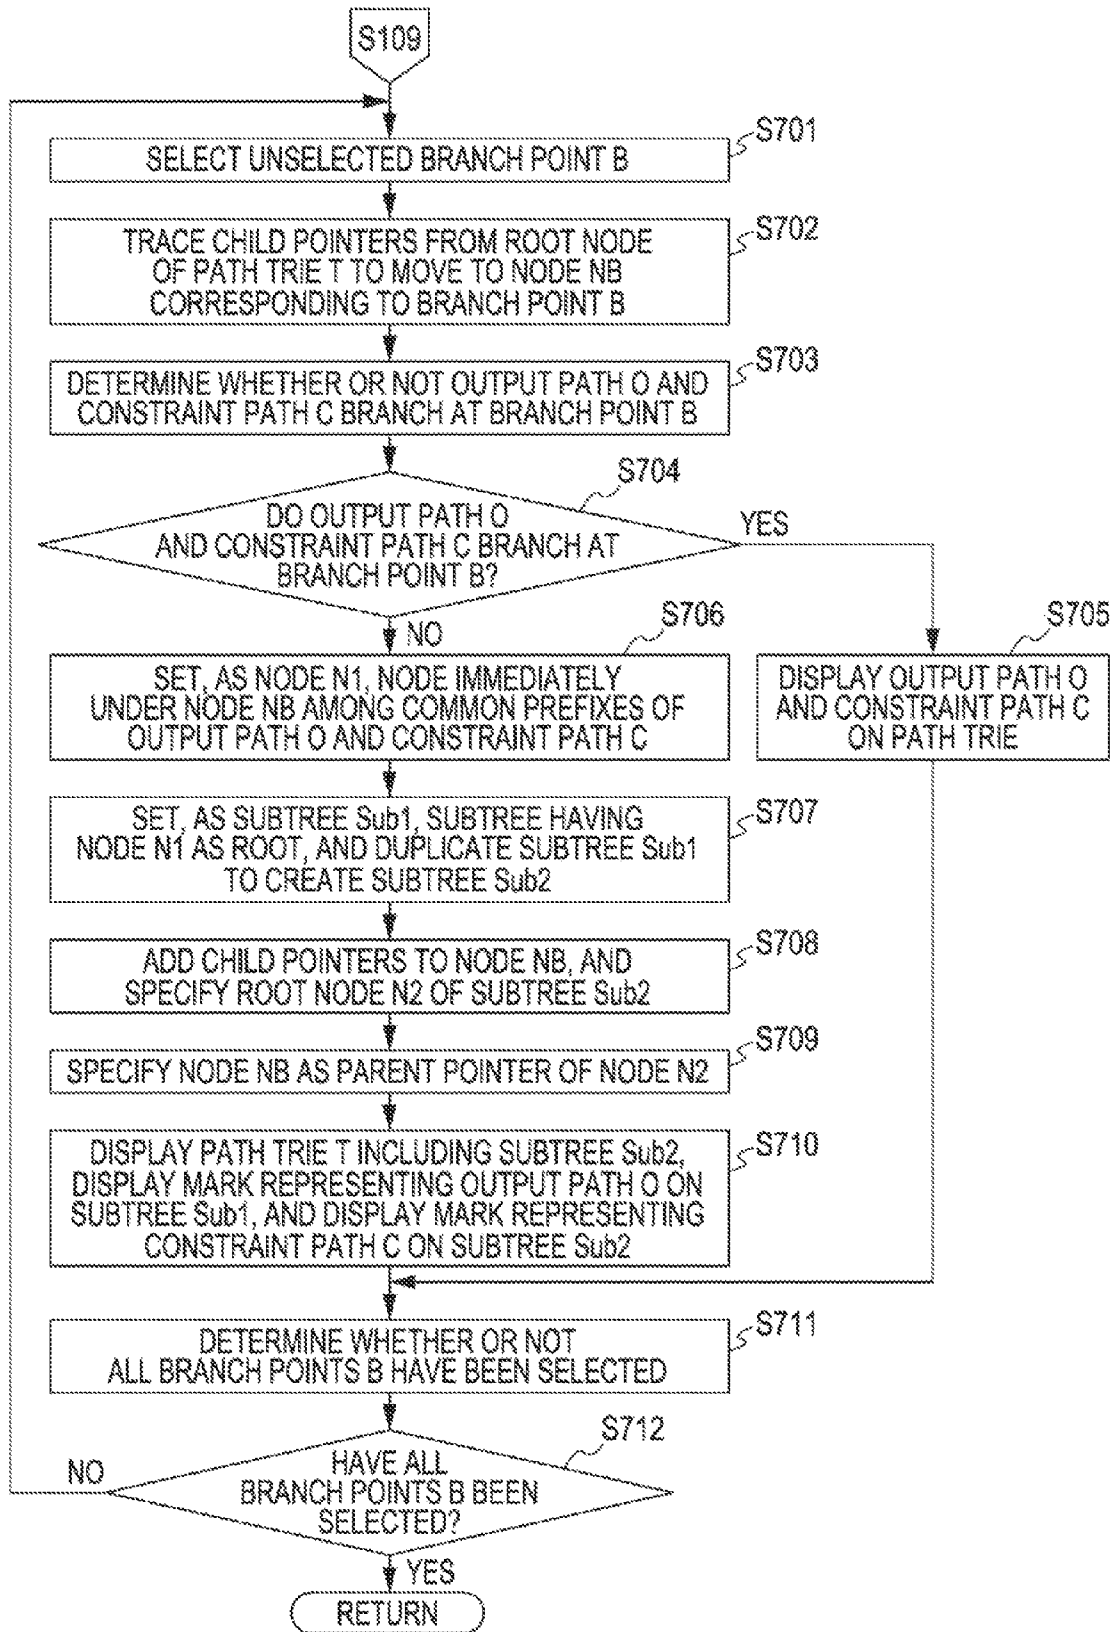 S109
S701
SELECT UNSELECTED BRANCH POINT B
S702
TRACE CHILD POINTERS FROM ROOT NODE
OF PATH TRIE T TO MOVE TO NODE NB
CORRESPONDING TO BRANCH POINT B
S703
DETERMINE WHETHER OR NOT OUTPUT PATH O AND
CONSTRAINT PATH C BRANCH AT BRANCH POINT B
S704
DO OUTPUT PATH O
AND CONSTRAINT PATH C BRANCH AT
BRANCH POINT B?
YES
NO
S706
SET, AS NODE N1, NODE IMMEDIATELY
UNDER NODE NB AMONG COMMON PREFIXES OF
OUTPUT PATH O AND CONSTRAINT PATH C
S705
DISPLAY OUTPUT PATH O
AND CONSTRAINT PATH C
ON PATH TRIE
S707
SET, AS SUBTREE Sub1, SUBTREE HAVING
NODE N1 AS ROOT, AND DUPLICATE SUBTREE Sub1
TO CREATE SUBTREE Sub2
S708
ADD CHILD POINTERS TO NODE NB, AND
SPECIFY ROOT NODE N2 OF SUBTREE Sub2
S709
SPECIFY NODE NB AS PARENT POINTER OF NODE N2
S710
DISPLAY PATH TRIE T INCLUDING SUBTREE Sub2,
DISPLAY MARK REPRESENTING OUTPUT PATH O ON
SUBTREE Sub1, AND DISPLAY MARK REPRESENTING
CONSTRAINT PATH C ON SUBTREE Sub2
S711
DETERMINE WHETHER OR NOT
ALL BRANCH POINTS B HAVE BEEN SELECTED
S712
HAVE ALL
BRANCH POINTS B BEEN
SELECTED?
NO
YES
RETURN